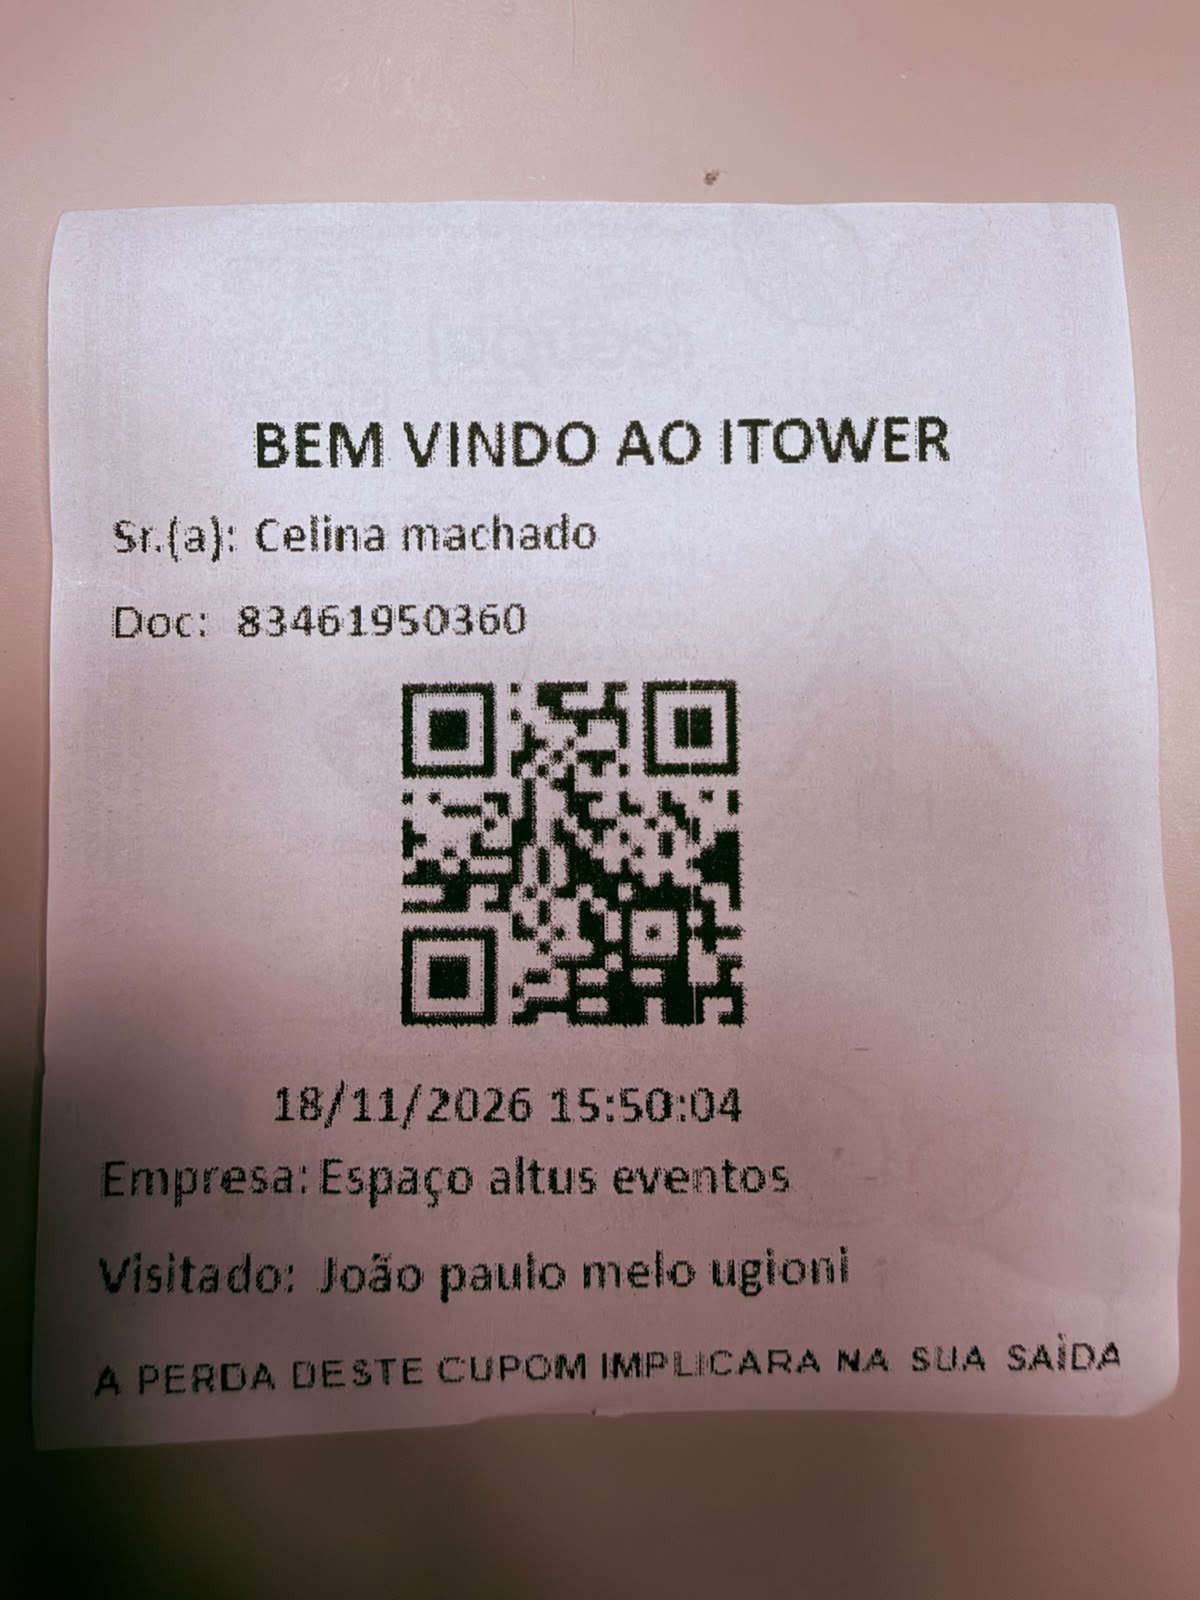 BEM VINDO AO ITOWER
Sr.(a): Celina machado
Doc: 83461950360
18/11/2026 15:50:04
Empresa: Espaço altus eventos
Visitado: João paulo melo ugioni
A PERDA DESTE CUPOM IMPLICARA NA SUA SAÍDA